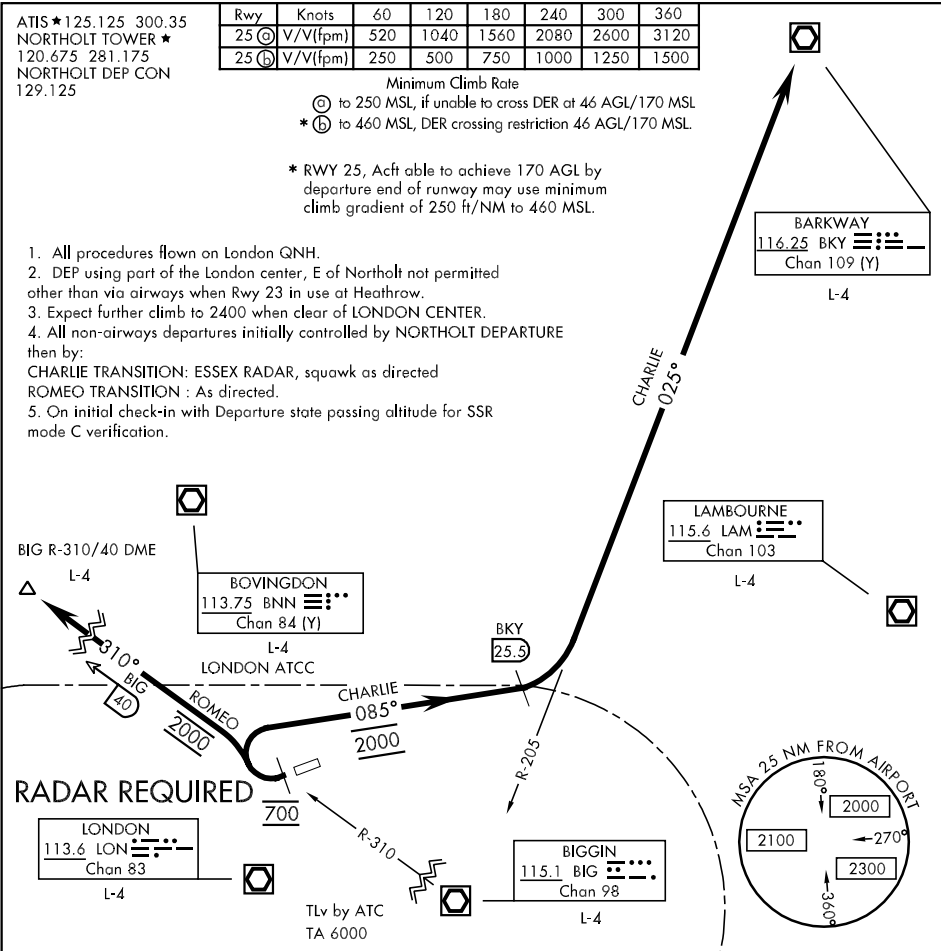 ATIS ★ 125.125 300.35
NORTHOLT TOWER ★
120.675 281.175
NORTHOLT DEP CON
129.125
Rwy Knots 60 120 180 240 300 360
25 ⓐ V/V(fpm) 520 1040 1560 2080 2600 3120
25 ⓑ V/V(fpm) 250 500 750 1000 1250 1500
Minimum Climb Rate
ⓐ to 250 MSL, if unable to cross DER at 46 AGL/170 MSL
* ⓑ to 460 MSL, DER crossing restriction 46 AGL/170 MSL.
* RWY 25, Acft able to achieve 170 AGL by
departure end of runway may use minimum
climb gradient of 250 ft/NM to 460 MSL.
1. All procedures flown on London QNH.
2. DEP using part of the London center, E of Northolt not permitted
other than via airways when Rwy 23 in use at Heathrow.
3. Expect further climb to 2400 when clear of LONDON CENTER.
4. All non-airways departures initially controlled by NORTHOLT DEPARTURE
then by:
CHARLIE TRANSITION: ESSEX RADAR, squawk as directed
ROMEO TRANSITION : As directed.
5. On initial check-in with Departure state passing altitude for SSR
mode C verification.
BARKWAY
116.25 BKY
Chan 109 (Y)
L-4
CHARLIE
025°
LAMBOURNE
115.6 LAM
Chan 103
L-4
BIG R-310/40 DME
L-4
BOVINGDON
113.75 BNN
Chan 84 (Y)
L-4
LONDON ATCC
BKY
25.5
310°
BIG
40
ROMEO
2000
CHARLIE
085°
2000
R-205
RADAR REQUIRED
700
R-310
LONDON
113.6 LON
Chan 83
L-4
BIGGIN
115.1 BIG
Chan 98
L-4
TLv by ATC
TA 6000
MSA 25 NM FROM AIRPORT
180°
2000
2100
270°
2300
360°